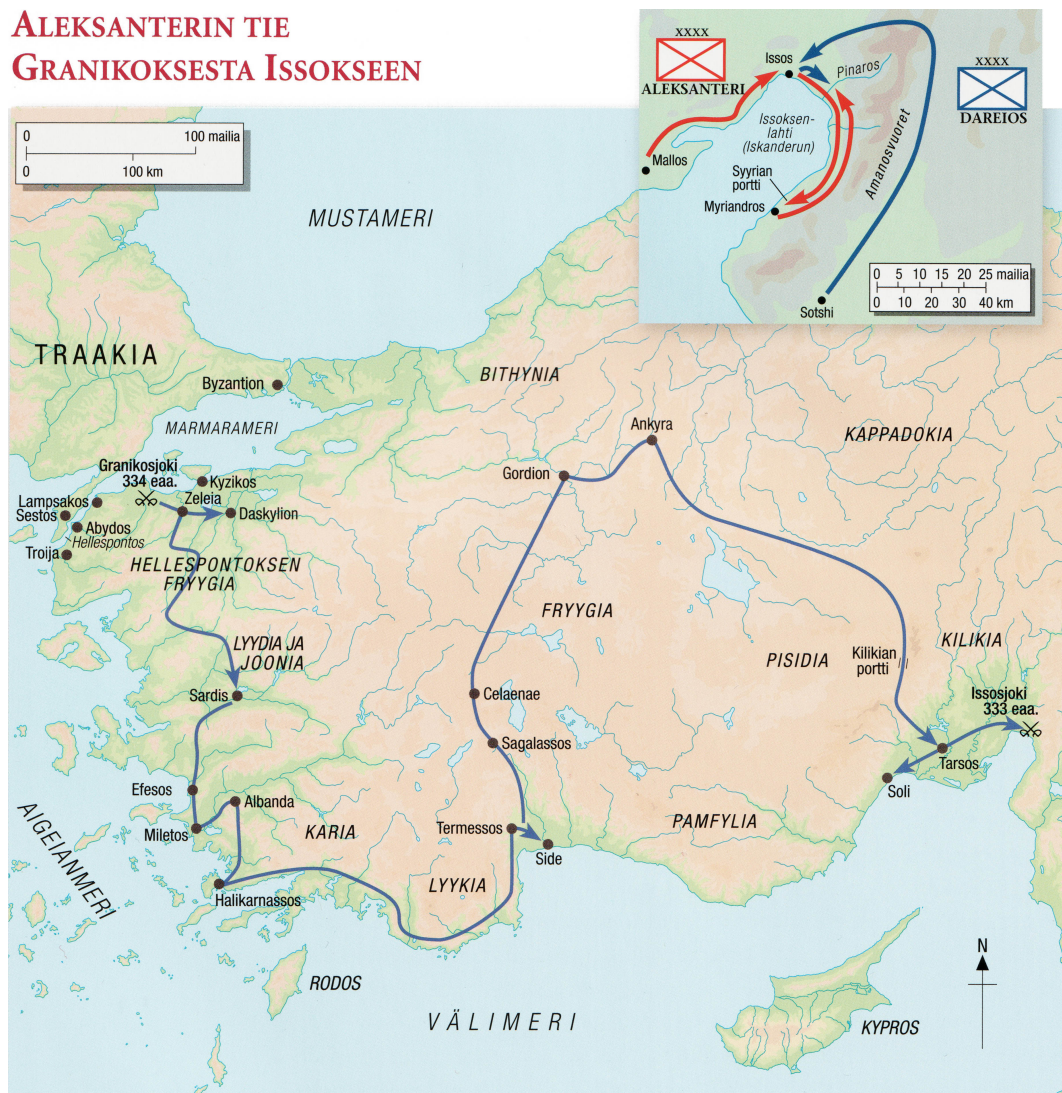 ALEKSANTERIN TIE
GRANIKOKSESTA ISSOKSEEN
0 100 mailia
0 100 km
XXXX
ALEKSANTERI
Issos
Pinaros
XXXX
DAREIOS
Issoksen-
lahti
(Iskanderun)
Amanosvuoret
Mallos
Syyrian
portti
Myriandros
Sotshi
0 5 10 15 20 25 mailia
0 10 20 30 40 km
MUSTAMERI
TRAAKIA
Byzantion
BITHYNIA
MARMARAMERI
Ankyra
KAPPADOKIA
Granikosjoki
334 eaa.
Kyzikos
Gordion
Zeleia
Lampsakos
Sestos
Daskylion
Abydos
Hellespontos
Troija
HELLESPONTOKSEN
FRYYGIA
FRYYGIA
LYYDIA JA
JOONIA
PISIDIA
Kilikian
portti
KILIKIA
Sardis
Celaenae
Issosjoki
333 eaa.
Sagalassos
Tarsos
Soli
Efesos
Albanda
Miletos
KARIA
Termessos
PAMFYLIA
Side
AIGEIANMERI
LYYKIA
Halikarnassos
RODOS
VÄLIMERI
KYPROS
N